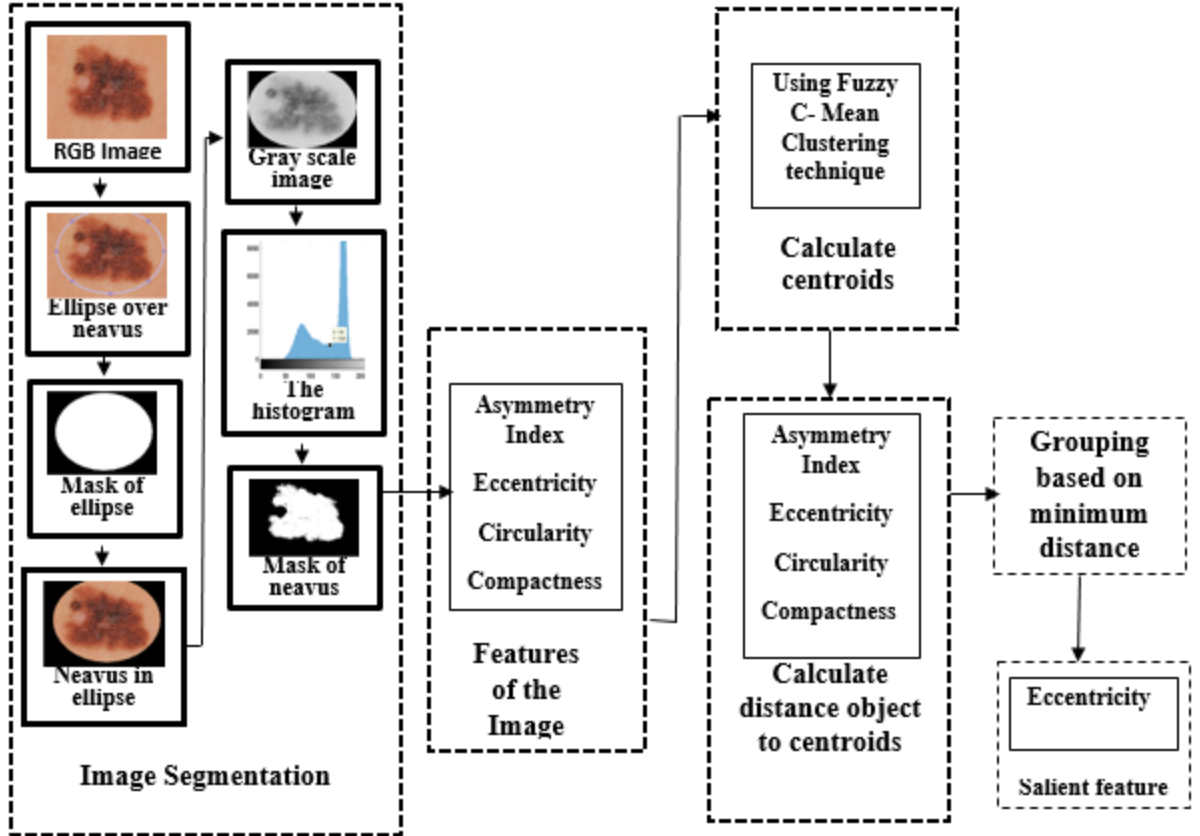 RGB Image
Ellipse over
neavus
Mask of
ellipse
Neavus in
ellipse
Gray scale
image
The
histogram
Mask of
neavus
Image Segmentation
Asymmetry
Index
Eccentricity
Circularity
Compactness
Features
of the
Image
Using Fuzzy
C- Mean
Clustering
technique
Calculate
centroids
Asymmetry
Index
Eccentricity
Circularity
Compactness
Calculate
distance object
to centroids
Grouping
based on
minimum
distance
Eccentricity
Salient feature